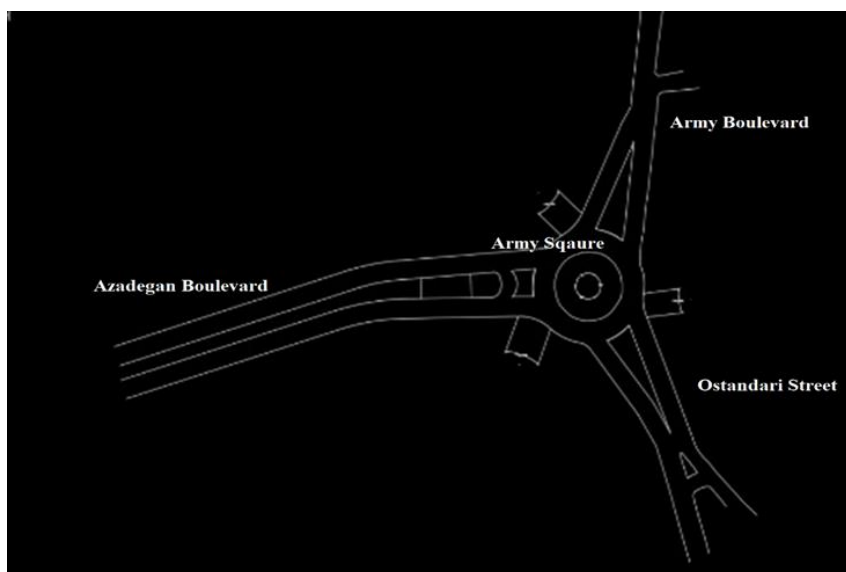 Army Boulevard
Army Sqaure
Azadegan Boulevard
Ostandari Street